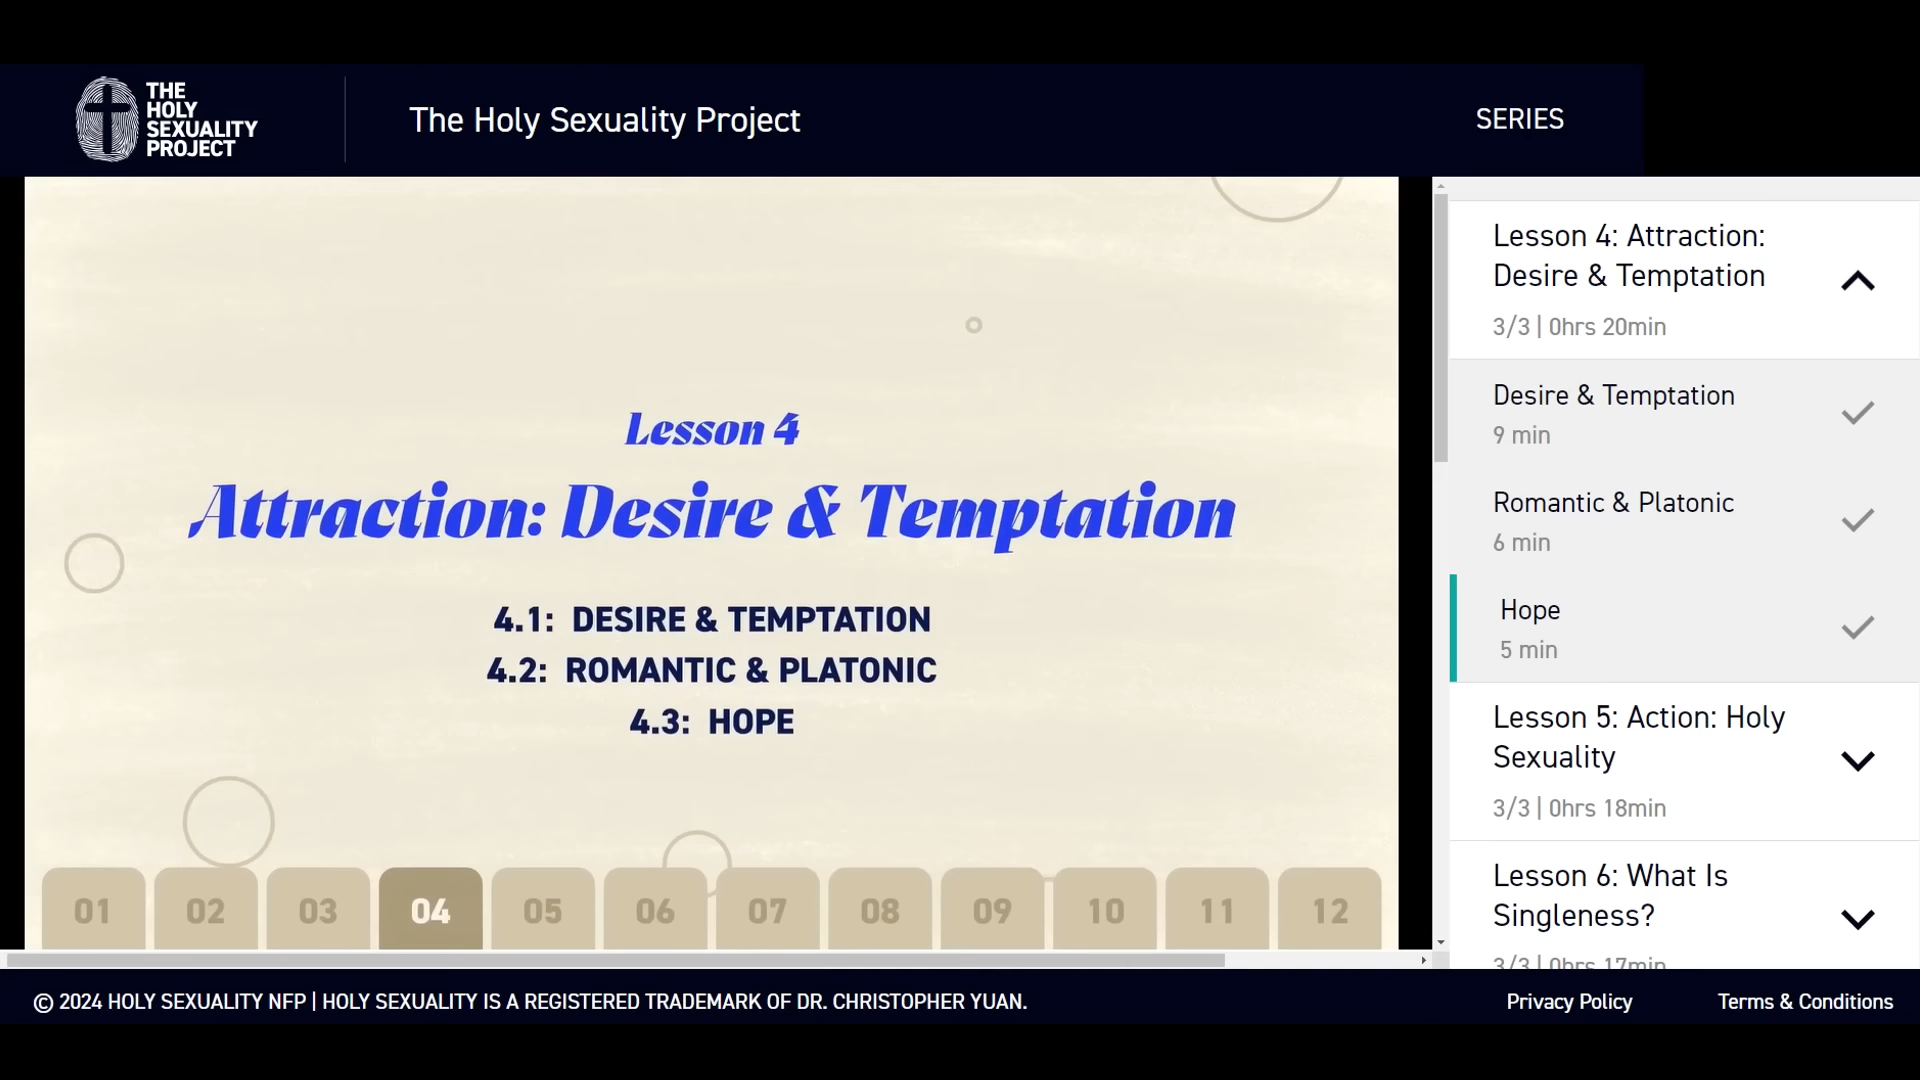 THE
HOLY
SEXUALITY
PROJECT
The Holy Sexuality Project
SERIES
Lesson 4
Attraction: Desire & Temptation
4.1: DESIRE & TEMPTATION
4.2: ROMANTIC & PLATONIC
4.3: HOPE
01 02 03 04 05 06 07 08 09 10 11 12
Lesson 4: Attraction:
Desire & Temptation
3/3 | 0hrs 20min
Desire & Temptation
9 min
Romantic & Platonic
6 min
Hope
5 min
Lesson 5: Action: Holy
Sexuality
3/3 | 0hrs 18min
Lesson 6: What Is
Singleness?
3/3 | 0hrs 17min
© 2024 HOLY SEXUALITY NFP | HOLY SEXUALITY IS A REGISTERED TRADEMARK OF DR. CHRISTOPHER YUAN.
Privacy Policy
Terms & Conditions